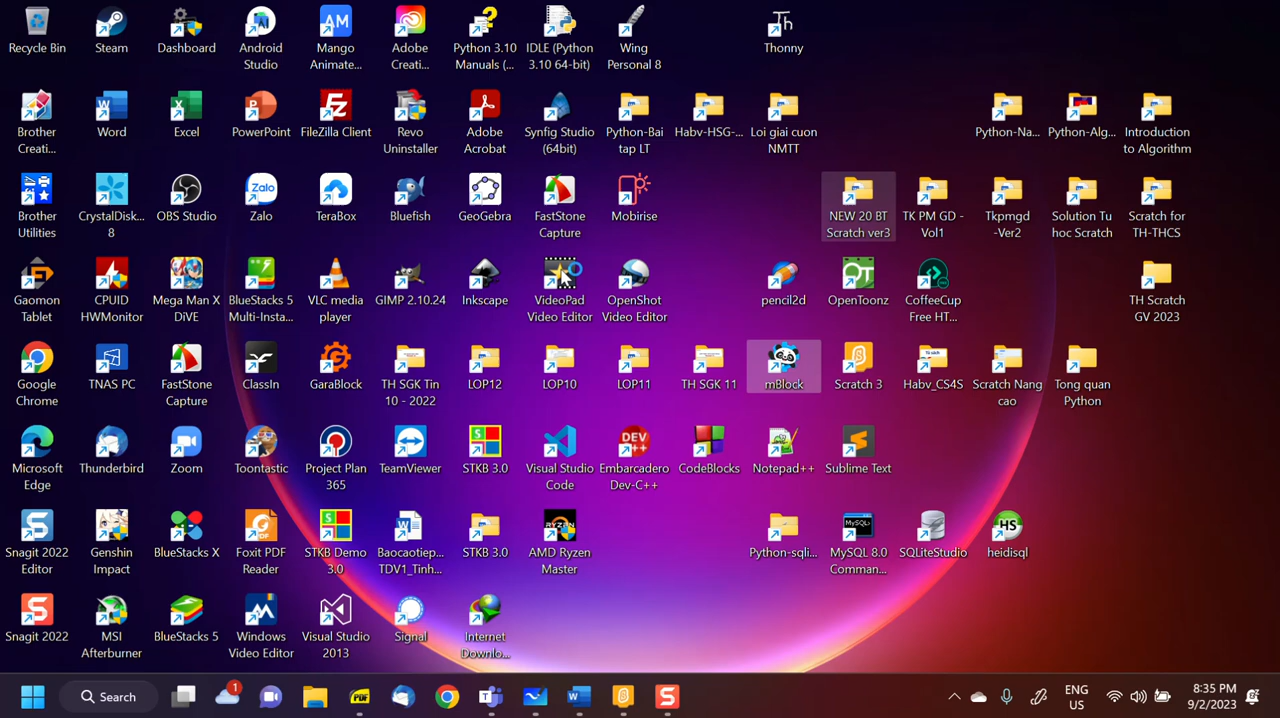 Recycle Bin
Steam
Dashboard
Android
Studio
AM
Mango
Animate...
Adobe
Creati...
Python 3.10
Manuals (...
IDLE (Python
3.10 64-bit)
Wing
Personal 8
Th
Thonny
Brother
Creati...
Word
Excel
PowerPoint
FileZilla Client
Revo
Uninstaller
Adobe
Acrobat
Synfig Studio
(64bit)
Python-Bai
tap LT
Habv-HSG-...
Loi giai cuon
NMTT
Python-Na...
Python-Alg...
Introduction
to Algorithm
Brother
Utilities
CrystalDisk...
8
OBS Studio
Zalo
Zalo
TeraBox
Bluefish
GeoGebra
FastStone
Capture
Mobirise
NEW 20 BT
Scratch ver3
TK PM GD -
Vol1
Tkpmgd
-Ver2
Solution Tu
hoc Scratch
Scratch for
TH-THCS
Gaomon
Tablet
CPUID
HWMonitor
Mega Man X
DiVE
BlueStacks 5
Multi-Insta...
VLC media
player
GIMP 2.10.24
Inkscape
VideoPad
Video Editor
OpenShot
Video Editor
pencil2d
OT
OpenToonz
CoffeeCup
Free HT...
TH Scratch
GV 2023
Google
Chrome
TNAS PC
FastStone
Capture
ClassIn
GaraBlock
TH SGK Tin
10 - 2022
LOP12
LOP10
LOP11
TH SGK 11
mBlock
Scratch 3
Habv_CS4S
Scratch Nang
cao
Tong quan
Python
Microsoft
Edge
Thunderbird
Zoom
Toontastic
Project Plan
365
TeamViewer
STKB 3.0
Visual Studio
Code
DEV
Embarcadero
Dev-C++
CodeBlocks
Notepad++
Sublime Text
Snagit 2022
Editor
Genshin
Impact
BlueStacks X
Foxit PDF
Reader
STKB Demo
3.0
Baocaotiep...
TDV1_Tinh...
STKB 3.0
RYZEN
AMD Ryzen
Master
Python-sqli...
MySQL
MySQL 8.0
Comman...
SQLiteStudio
HS
heidisql
Snagit 2022
MSI
Afterburner
BlueStacks 5
Windows
Video Editor
Visual Studio
2013
Signal
Internet
Downlo...
Search
1
PDF
ENG
US
8:35 PM
9/2/2023